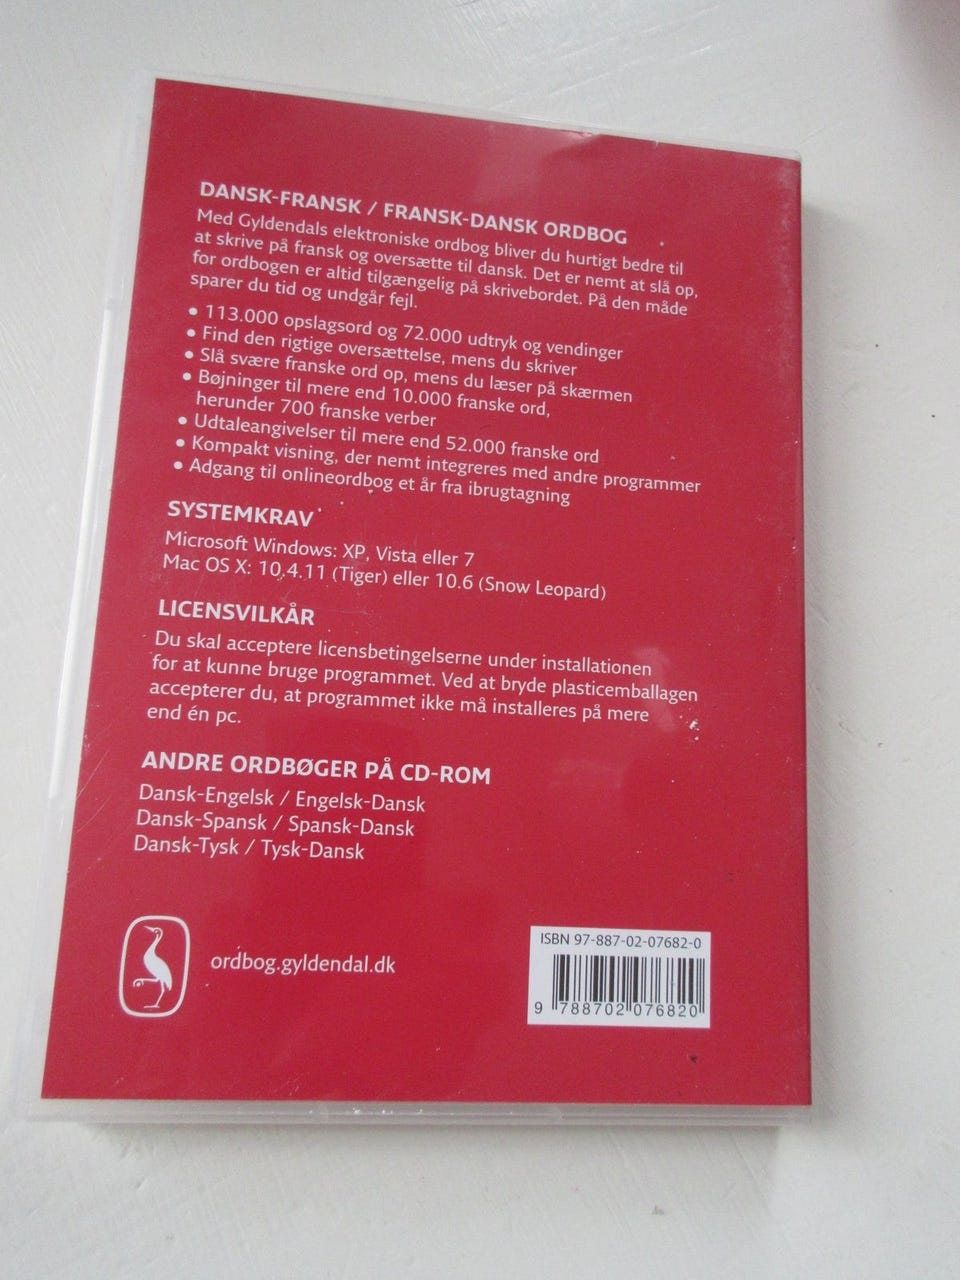 DANSK-FRANSK / FRANSK-DANSK ORDBOG
Med Gyldendals elektroniske ordbog bliver du hurtigt bedre til
at skrive på fransk og oversætte til dansk. Det er nemt at slå op,
for ordbogen er altid tilgængelig på skrivebordet. På den måde
sparer du tid og undgår fejl.
• 113.000 opslagsord og 72.000 udtryk og vendinger
• Find den rigtige oversættelse, mens du skriver
• Slå svære franske ord op, mens du læser på skærmen
• Bøjninger til mere end 10.000 franske ord,
herunder 700 franske verber
• Udtaleangivelser til mere end 52.000 franske ord
• Kompakt visning, der nemt integreres med andre programmer
• Adgang til onlineordbog et år fra ibrugtagning
SYSTEMKRAV
Microsoft Windows: XP, Vista eller 7
Mac OS X: 10.4.11 (Tiger) eller 10.6 (Snow Leopard)
LICENSVILKÅR
Du skal acceptere licensbetingelserne under installationen
for at kunne bruge programmet. Ved at bryde plasticemballagen
accepterer du, at programmet ikke må installeres på mere
end én pc.
ANDRE ORDBØGER PÅ CD-ROM
Dansk-Engelsk / Engelsk-Dansk
Dansk-Spansk / Spansk-Dansk
Dansk-Tysk / Tysk-Dansk
ordbog.gyldendal.dk
ISBN 97-887-02-07682-0
9 788702 076820